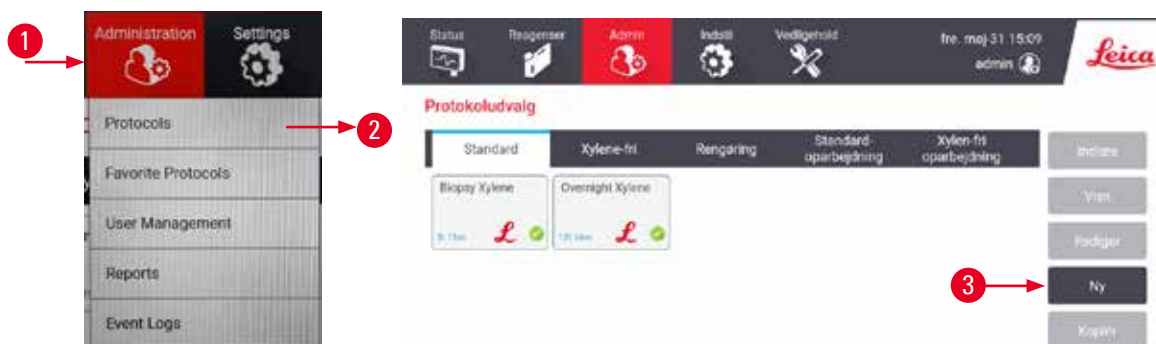 1
Administration
Settings
Protocols
2
Favorite Protocols
User Management
Reports
Event Logs
Status
Reagenser
Admin
Indstil
Vedligehold
fre. maj 31 15:09
admin
Leica
Protokoludvalg
Standard
Xylene-fri
Rengøring
Standard-
oparbejdning
Xylen-fri
oparbejdning
Biopsy Xylene
Overnight Xylene
Indlæs
Vis
Rediger
3
Ny
Kopiér